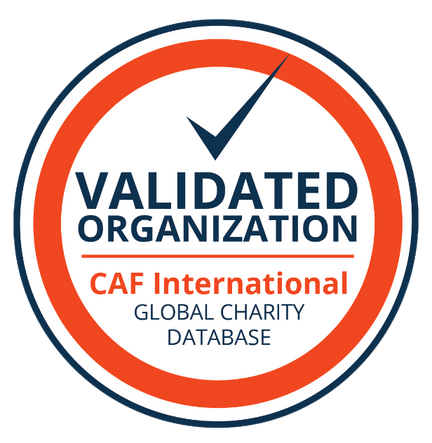 VALIDATED
ORGANIZATION
CAF International
GLOBAL CHARITY
DATABASE